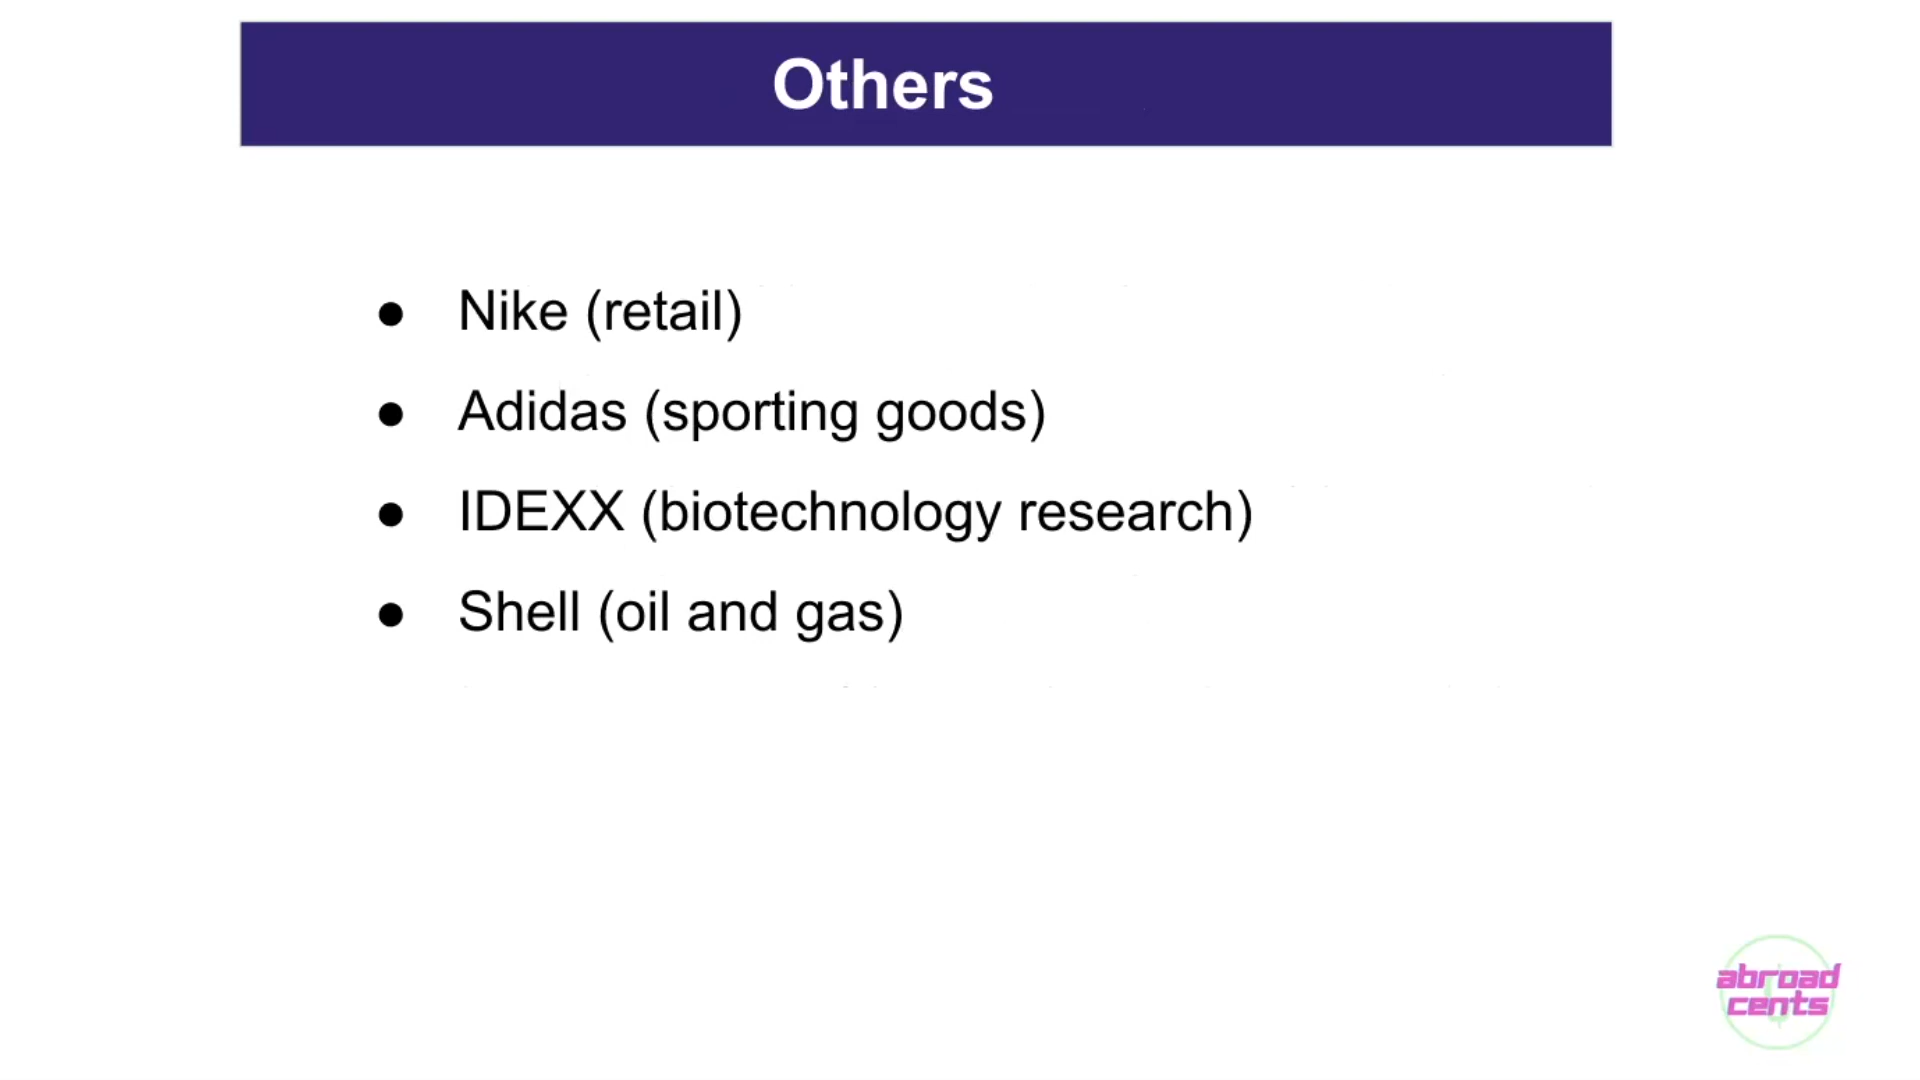 Others
● Nike (retail)
● Adidas (sporting goods)
● IDEXX (biotechnology research)
● Shell (oil and gas)
abroad
cents